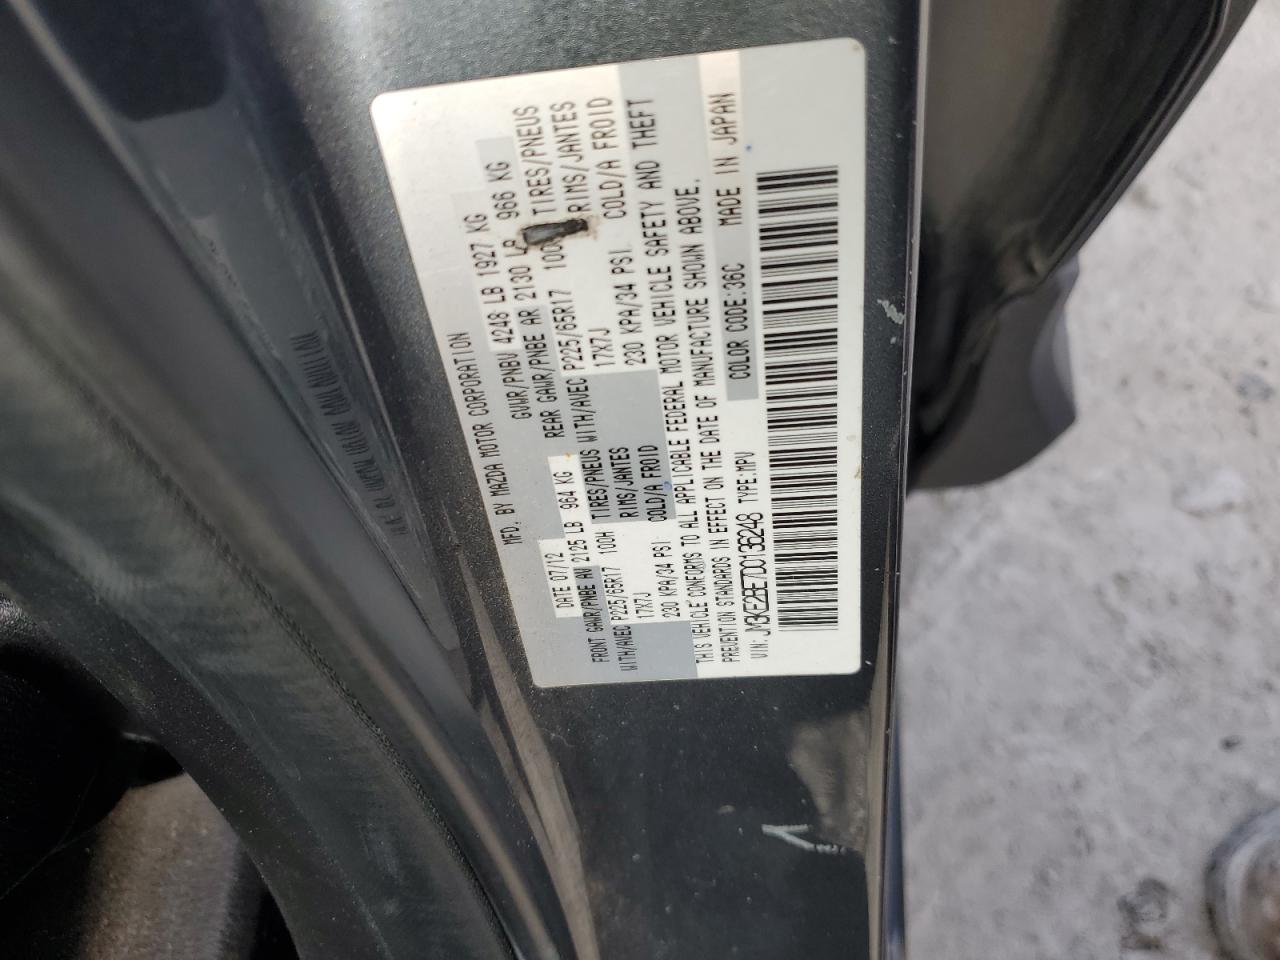 MFD. BY MAZDA MOTOR CORPORATION
DATE 07/12 GVWR/PNBV 4248 LB 1927 KG
FRONT GAWR/PNBE AV 2125 LB 964 KG REAR GAWR/PNBE AR 2130 LB 966 KG
WITH/AVEC P225/65R17 100H TIRES/PNEUS WITH/AVEC P225/65R17 TIRES/PNEUS
17X7J RIMS/JANTES 17X7J RIMS/JANTES
230 KPA/34 PSI COLD/A FROID 230 KPA/34 PSI. COLD/A FROID
THIS VEHICLE CONFORMS TO ALL APPLICABLE FEDERAL MOTOR VEHICLE SAFETY AND THEFT
PREVENTION STANDARDS IN EFFECT ON THE DATE OF MANUFACTURE SHOWN ABOVE.
VIN: JM3KE2BE7D0136248 TYPE:MPV COLOR CODE:36C MADE IN JAPAN